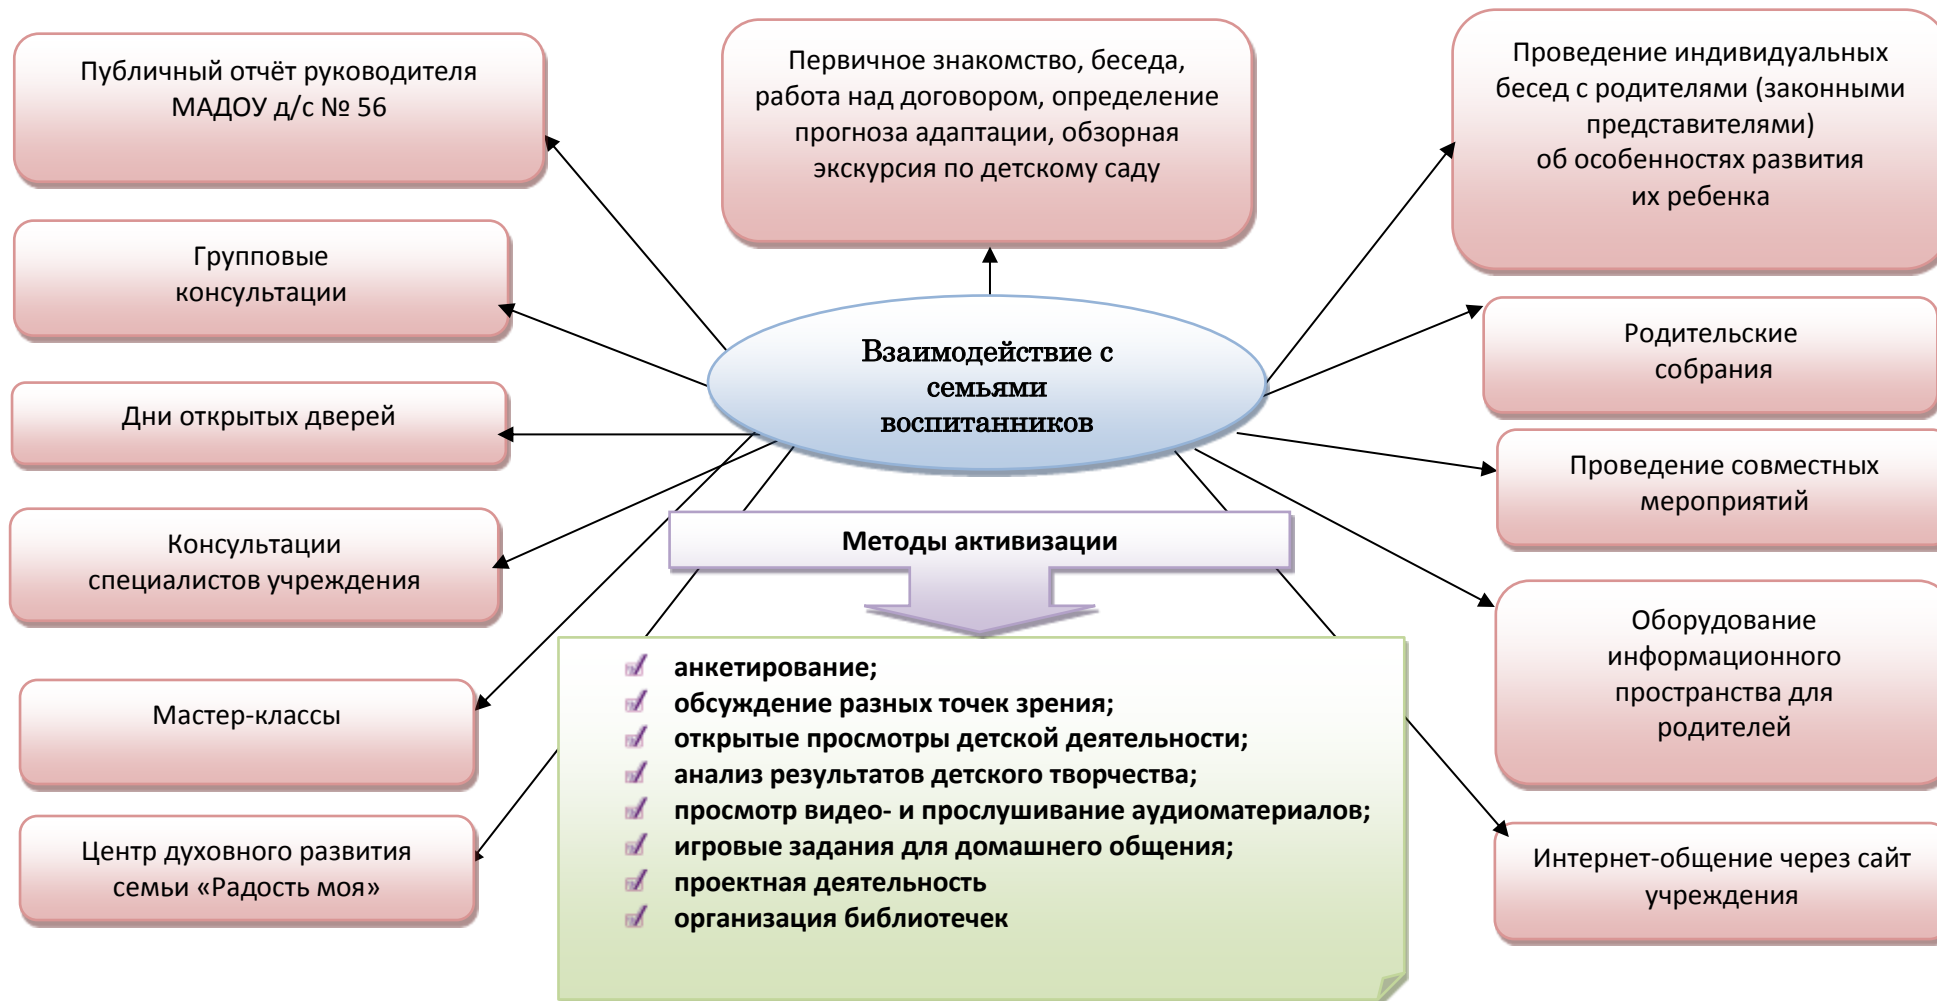 Публичный отчёт руководителя
МАДОУ д/с № 56
Первичное знакомство, беседа,
работа над договором, определение
прогноза адаптации, обзорная
экскурсия по детскому саду
Проведение индивидуальных
бесед с родителями (законными
представителями)
об особенностях развития
их ребенка
Групповые
консультации
Взаимодействие с
семьями
воспитанников
Родительские
собрания
Дни открытых дверей
Проведение совместных
мероприятий
Консультации
специалистов учреждения
Методы активизации
Оборудование
информационного
пространства для
родителей
Мастер-классы
анкетирование;
обсуждение разных точек зрения;
открытые просмотры детской деятельности;
анализ результатов детского творчества;
просмотр видео- и прослушивание аудиоматериалов;
игровые задания для домашнего общения;
проектная деятельность
организация библиотечек
Центр духовного развития
семьи «Радость моя»
Интернет-общение через сайт
учреждения